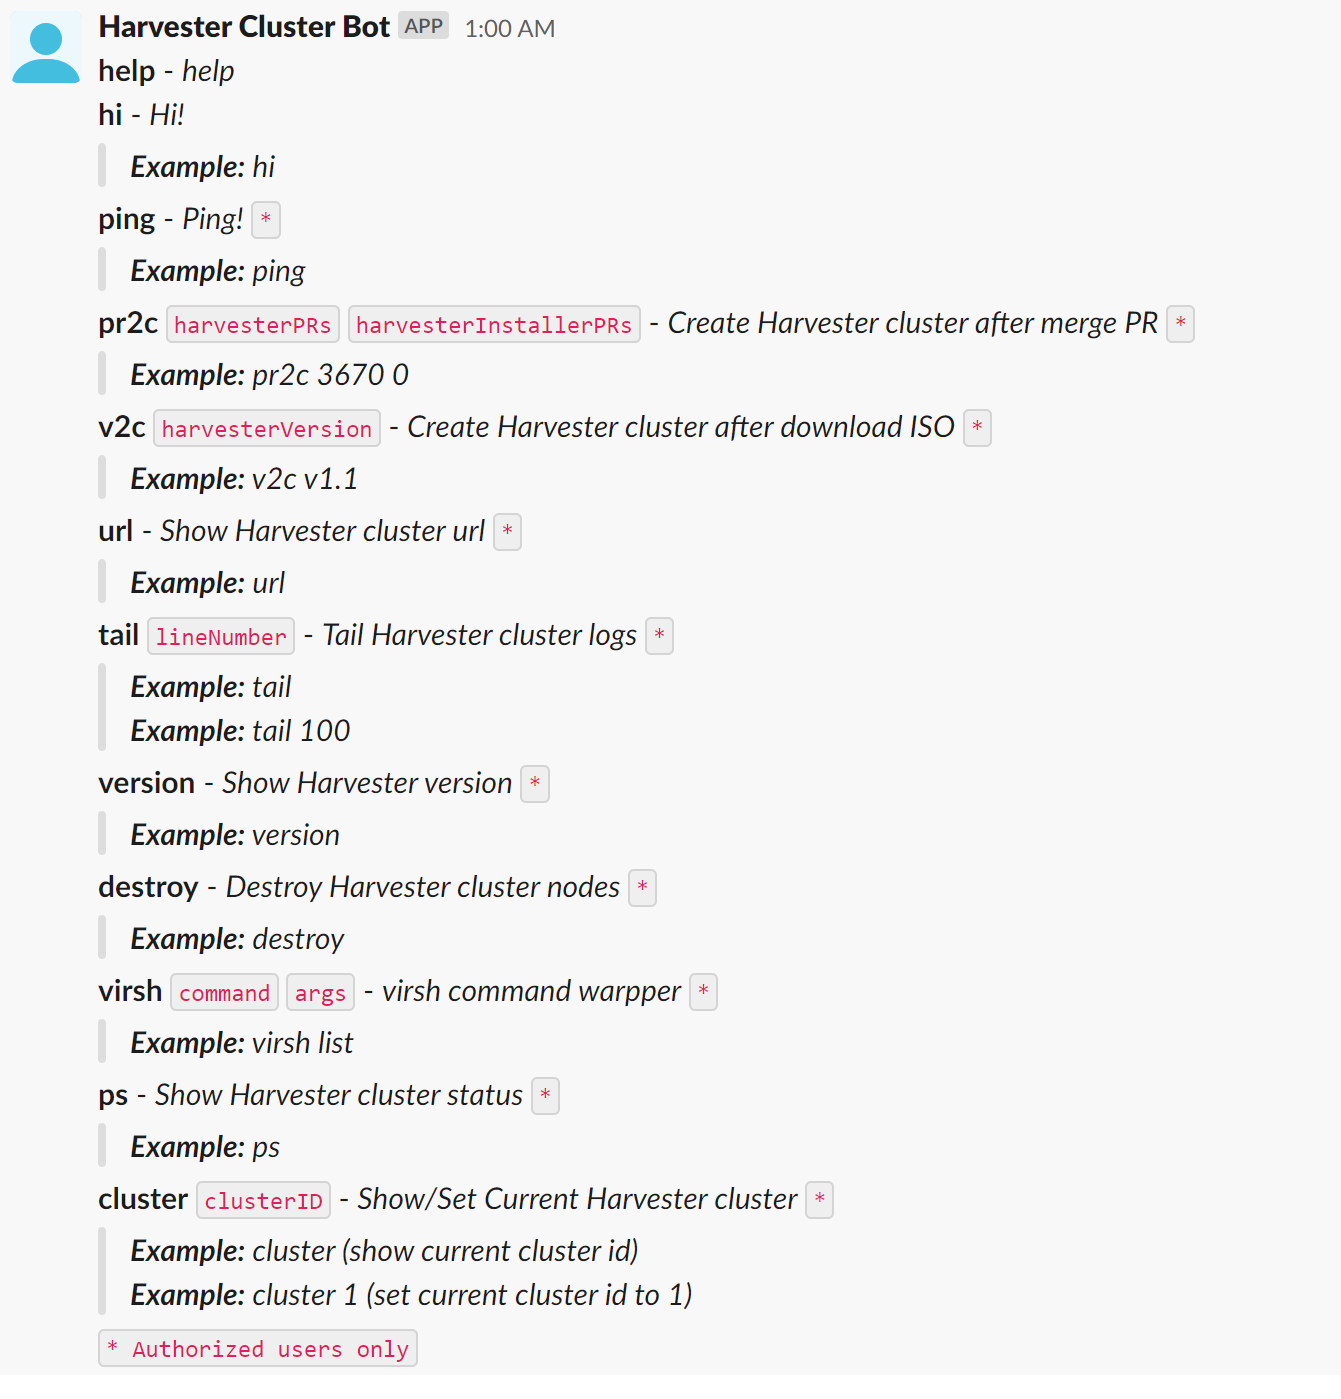 Harvester Cluster Bot APP 1:00 AM
help - help
hi - Hi!
Example: hi
ping - Ping! *
Example: ping
pr2c harvesterPRs harvesterInstallerPRs - Create Harvester cluster after merge PR *
Example: pr2c 3670 0
v2c harvesterVersion - Create Harvester cluster after download ISO *
Example: v2c v1.1
url - Show Harvester cluster url *
Example: url
tail lineNumber - Tail Harvester cluster logs *
Example: tail
Example: tail 100
version - Show Harvester version *
Example: version
destroy - Destroy Harvester cluster nodes *
Example: destroy
virsh command args - virsh command warpper *
Example: virsh list
ps - Show Harvester cluster status *
Example: ps
cluster clusterID - Show/Set Current Harvester cluster *
Example: cluster (show current cluster id)
Example: cluster 1 (set current cluster id to 1)
* Authorized users only